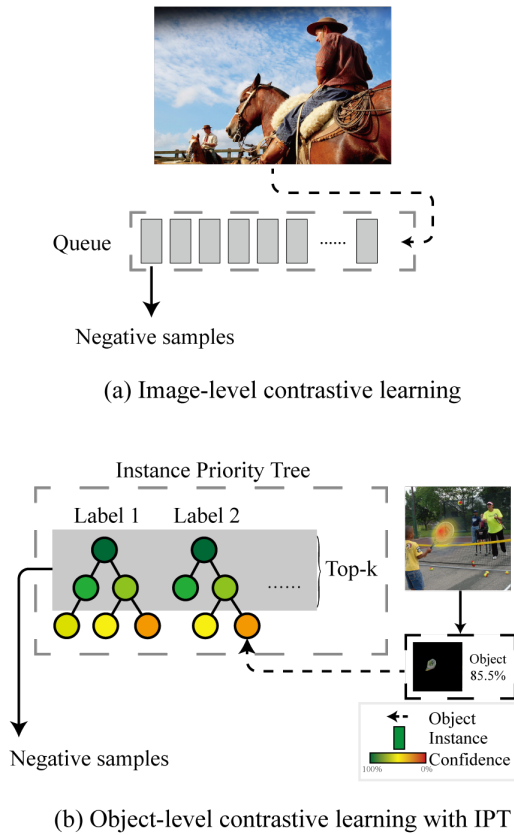 Queue
......
Negative samples
(a) Image-level contrastive learning
Instance Priority Tree
Label 1
Label 2
......
Top-k
Object
85.5%
Negative samples
Object
Instance
Confidence
100%
0%
(b) Object-level contrastive learning with IPT